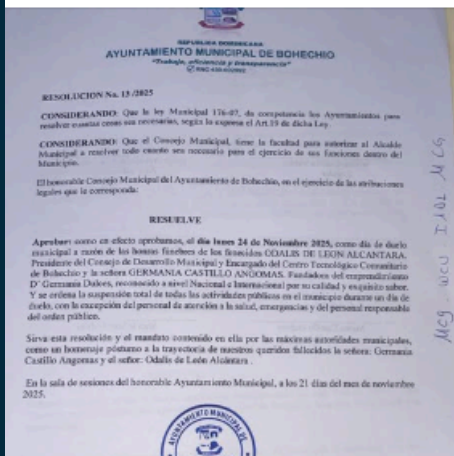 REPUBLICA DOMINICANA
AYUNTAMIENTO MUNICIPAL DE BOHECHIO
"Trabajo, eficiencia y transparencia"
RESOLUCION No. 13 /2025
CONSIDERANDO: Que la ley Municipal 176-07, da competencia los Ayuntamientos para
resolver cuantas cosas sea necesarias, según lo expresa el Art.19 de dicha Ley.
CONSIDERANDO: Que el Concejo Municipal, tiene la facultad para autorizar al Alcalde
Municipal a resolver todo cuanto sea necesario para el ejercicio de sus funciones dentro del
Municipio.
El honorable Concejo Municipal del Ayuntamiento de Bohechio, en el ejercicio de las atribuciones
legales que le corresponda:
RESUELVE
Aprobar: como en efecto aprobamos, el día lunes 24 de Noviembre 2025, como día de duelo
municipal a razón de las honras fúnebres de los fenecidos ODALIS DE LEON ALCANTARA.
Presidente del Consejo de Desarrollo Municipal y Encargado del Centro Tecnológico Comunitario
de Bohechio y la señora GERMANIA CASTILLO ANGOMAS. Fundadora del emprendimiento
D' Germania Dulces, reconocido a nivel Nacional e Internacional por su calidad y exquisito sabor.
Y se ordena la suspensión total de todas las actividades públicas en el municipio durante un día de
duelo, con la excepción del personal de atención a la salud, emergencias y del personal responsable
del orden público.
Sirva esta resolución y el mandato contenido en ella por las máximas autoridades municipales,
como un homenaje póstumo a la trayectoria de nuestros queridos fallecidos la señora: Germania
Castillo Angomas y el señor: Odalis de León Alcántara .
En la sala de sesiones del honorable Ayuntamiento Municipal, a los 21 días del mes de noviembre
2025.
AYUNTAMIENTO MUNICIPAL DE